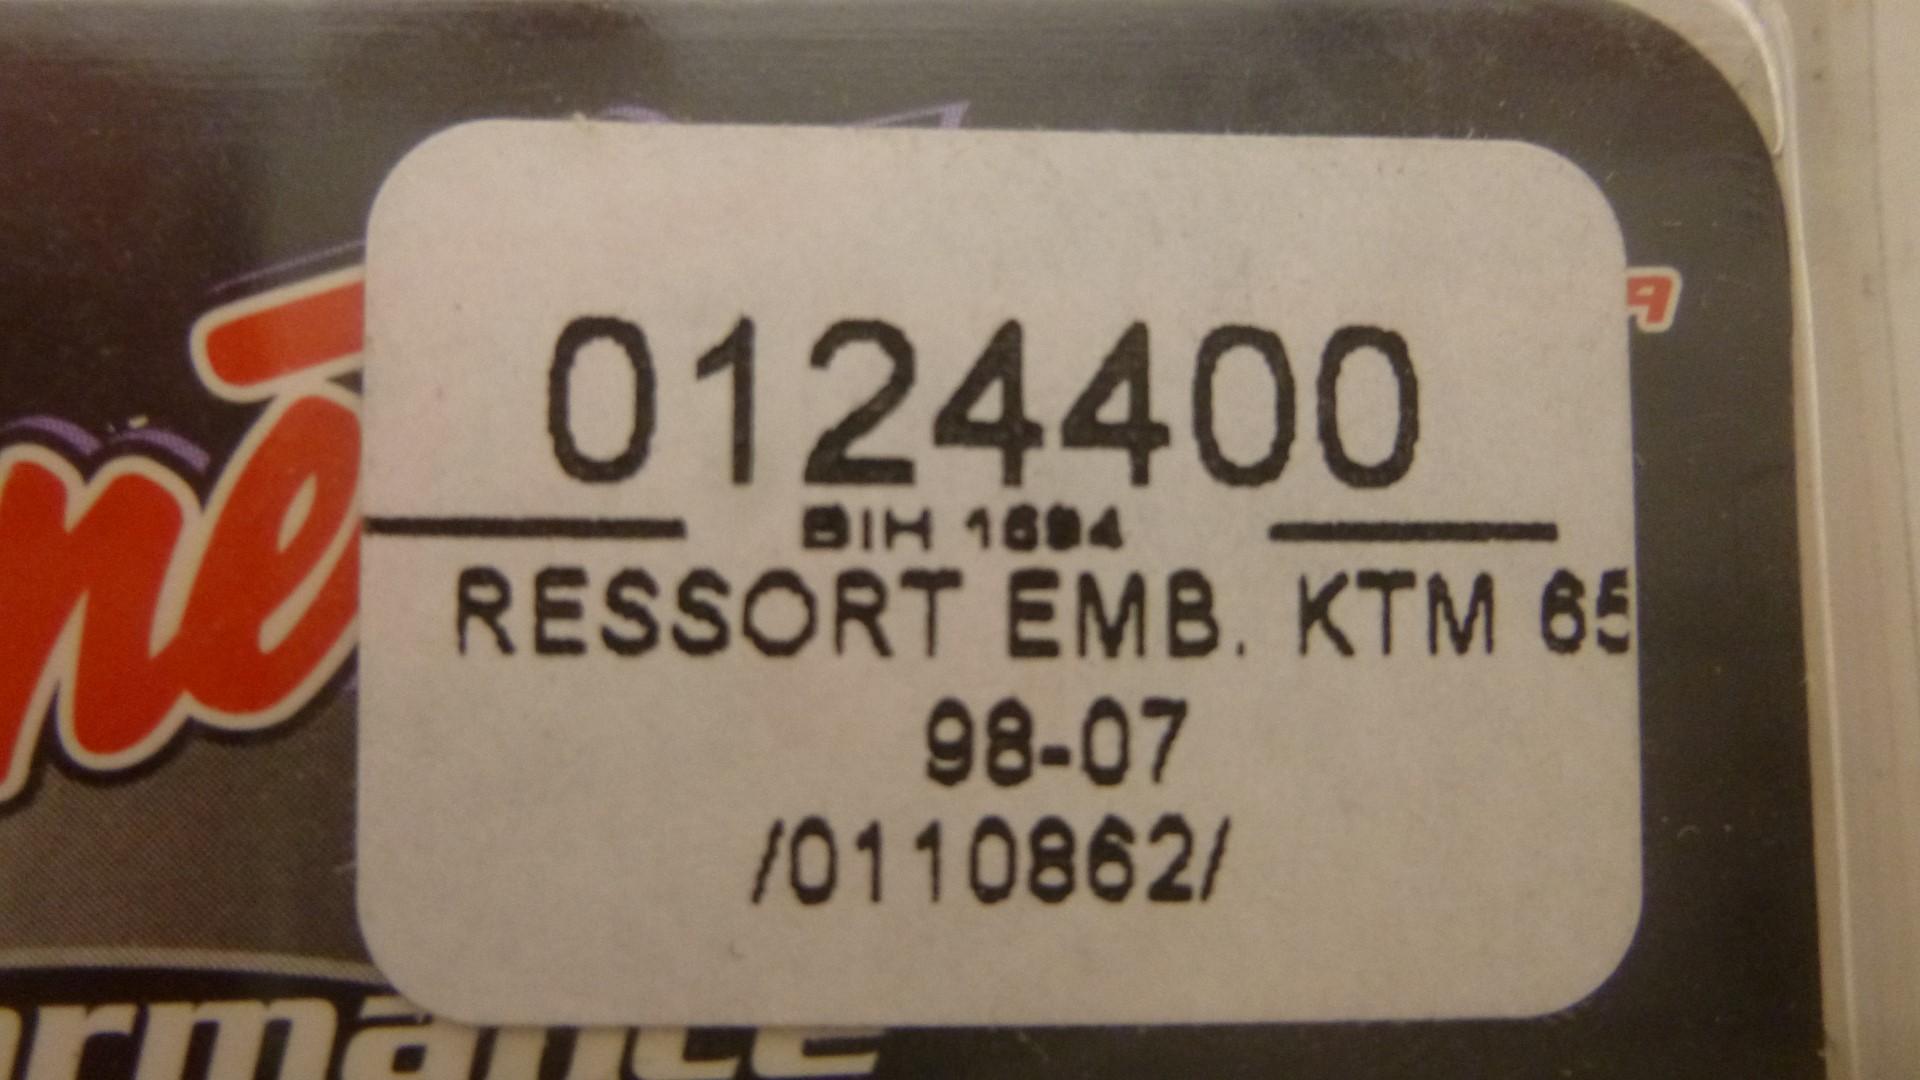 0124400
BIH 1694
RESSORT EMB. KTM 65
98-07
/0110862/